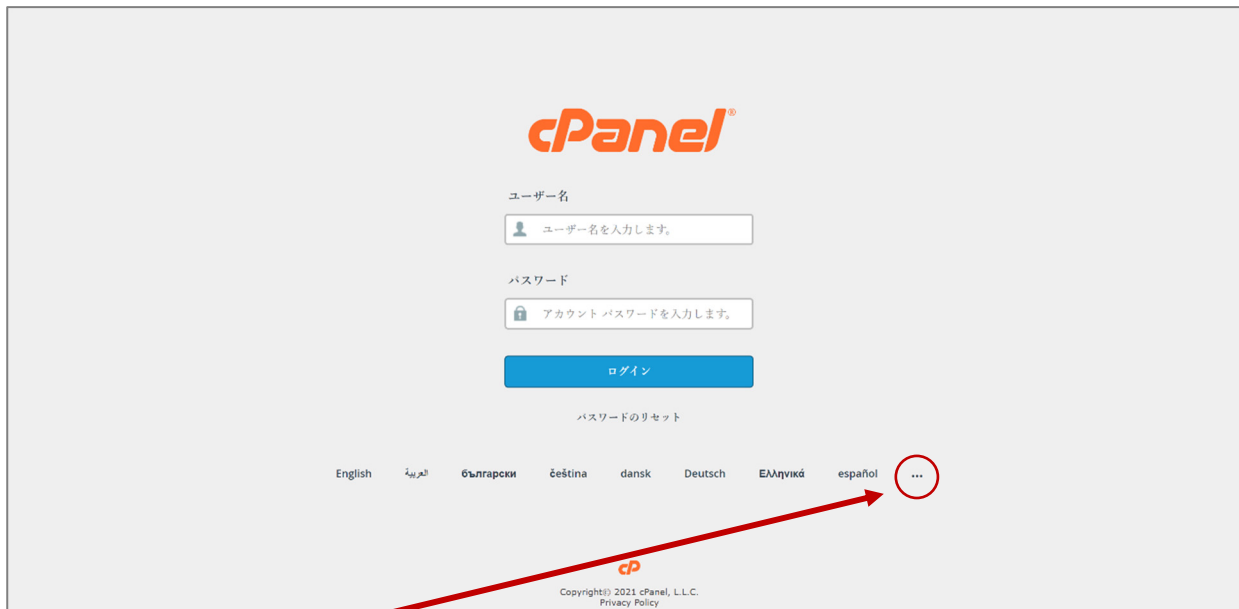 cPanel®
ユーザー名
ユーザー名を入力します。
パスワード
アカウント パスワードを入力します。
ログイン
パスワードのリセット
English العربية български čeština dansk Deutsch Ελληνικά español ...
cP
Copyright© 2021 cPanel, L.L.C.
Privacy Policy